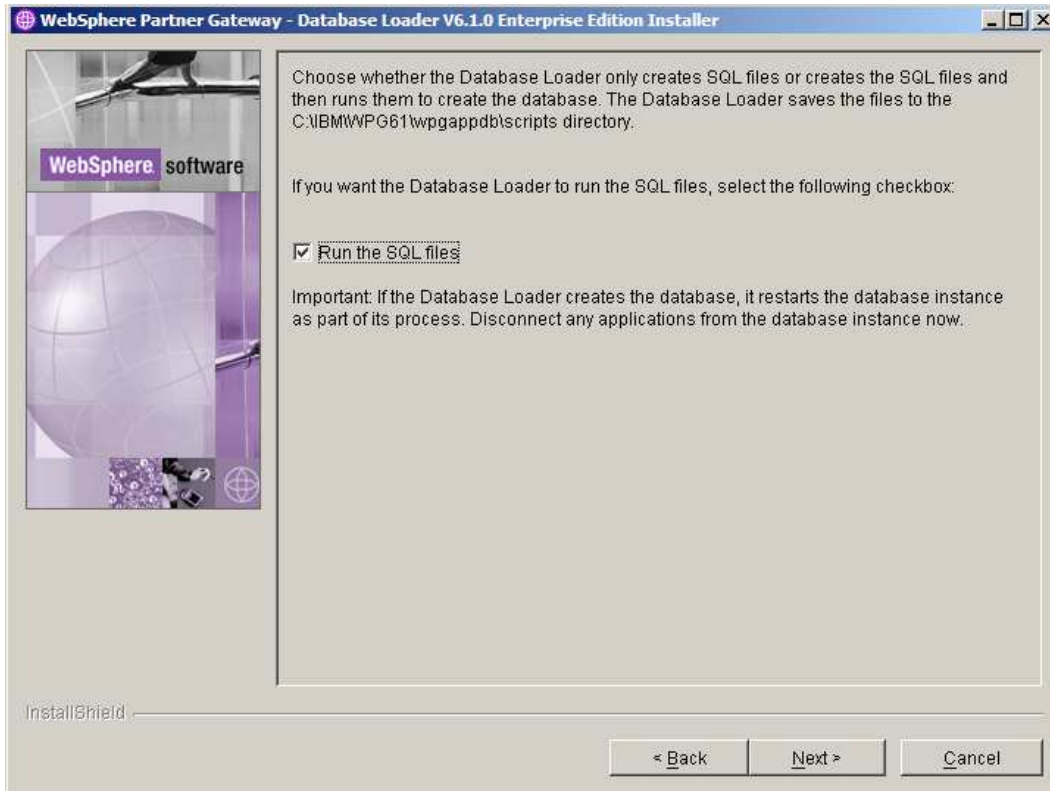 WebSphere Partner Gateway - Database Loader V6.1.0 Enterprise Edition Installer
Choose whether the Database Loader only creates SQL files or creates the SQL files and
then runs them to create the database. The Database Loader saves the files to the
C:\IBM\WPG61\wpgappdb\scripts directory.
WebSphere. software
If you want the Database Loader to run the SQL files, select the following checkbox:
Run the SQL files
Important: If the Database Loader creates the database, it restarts the database instance
as part of its process. Disconnect any applications from the database instance now.
InstallShield
< Back
Next >
Cancel